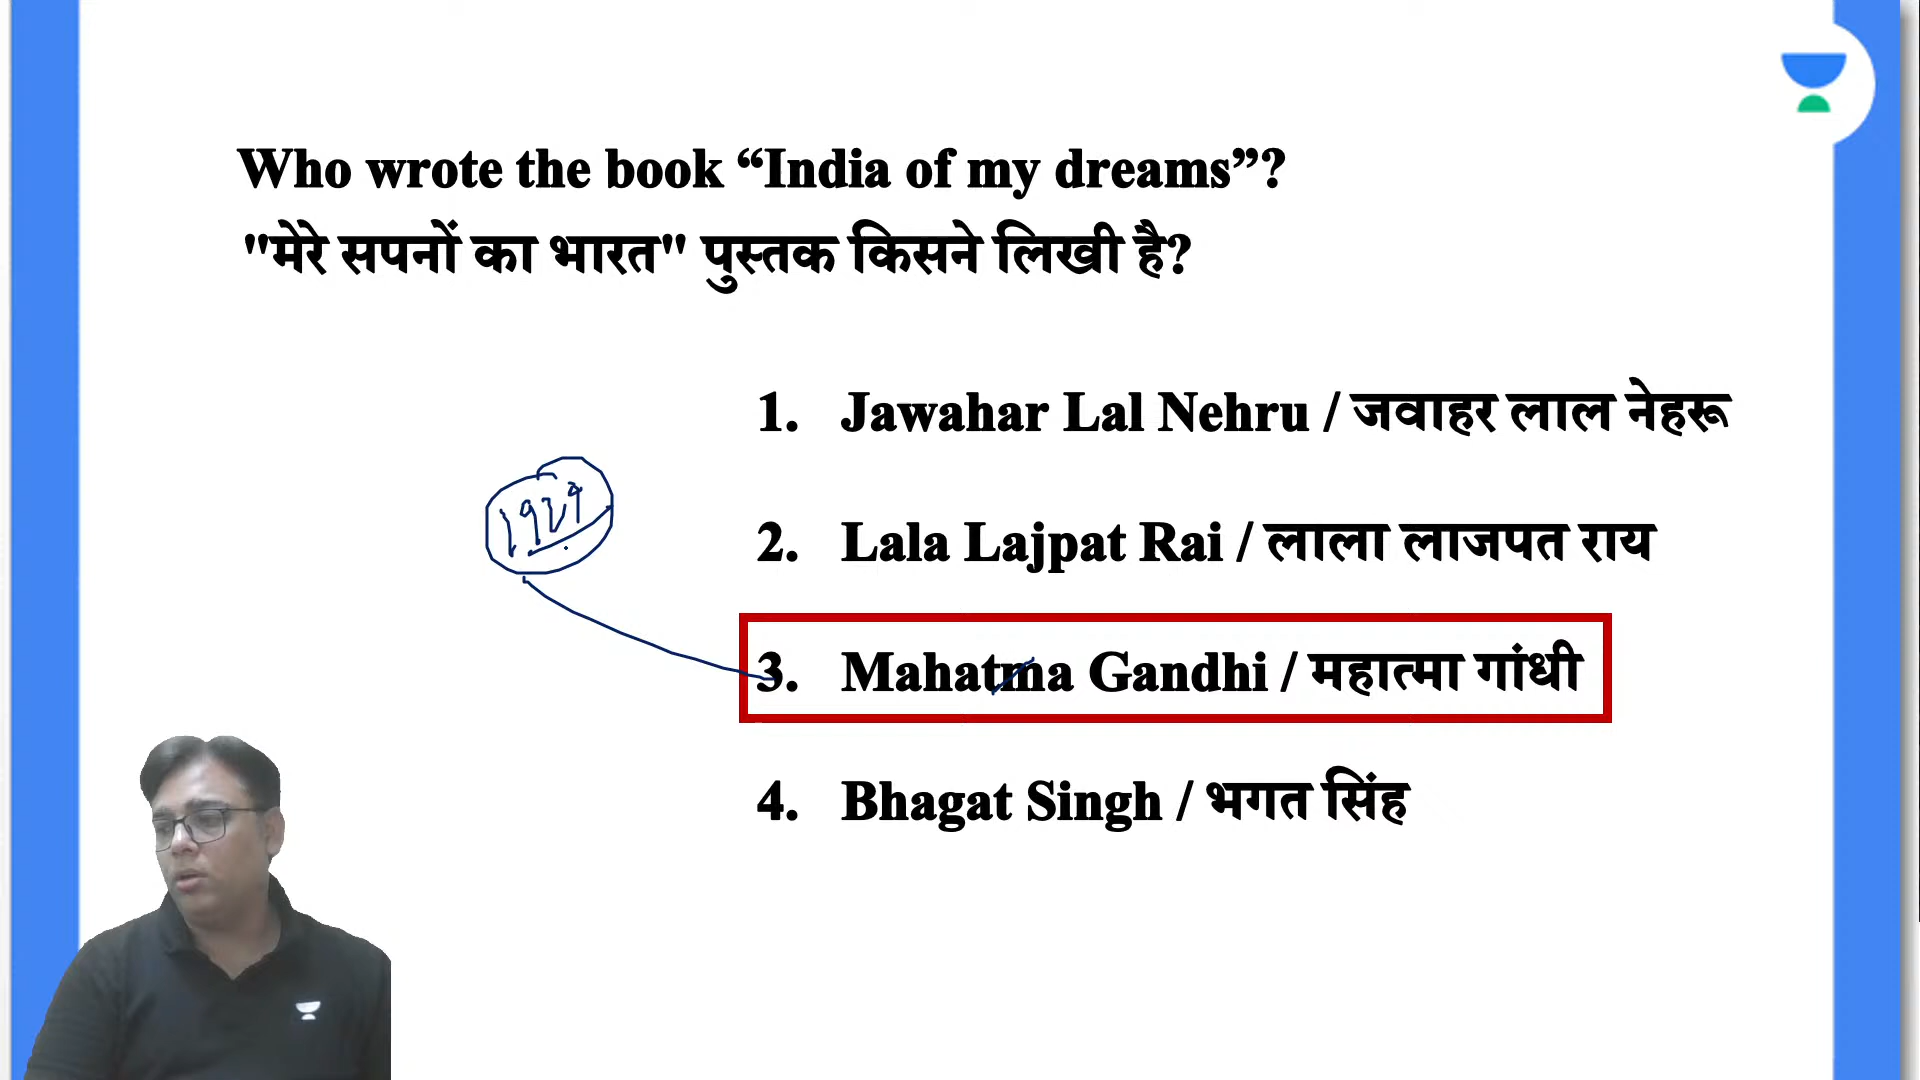 Who wrote the book “India of my dreams”?
"मेरे सपनों का भारत" पुस्तक किसने लिखी है?
1. Jawahar Lal Nehru / जवाहर लाल नेहरू
2. Lala Lajpat Rai / लाला लाजपत राय
1929
3. Mahatma Gandhi / महात्मा गांधी
4. Bhagat Singh / भगत सिंह